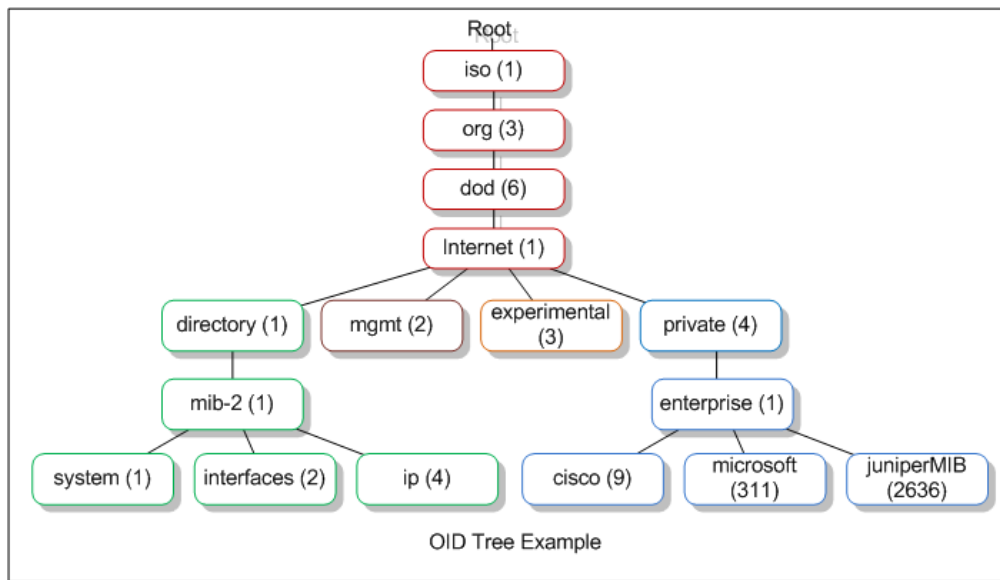 Root
iso (1)
org (3)
dod (6)
Internet (1)
directory (1)
mgmt (2)
experimental
(3)
private (4)
mib-2 (1)
enterprise (1)
system (1)
interfaces (2)
ip (4)
cisco (9)
microsoft
(311)
juniperMIB
(2636)
OID Tree Example